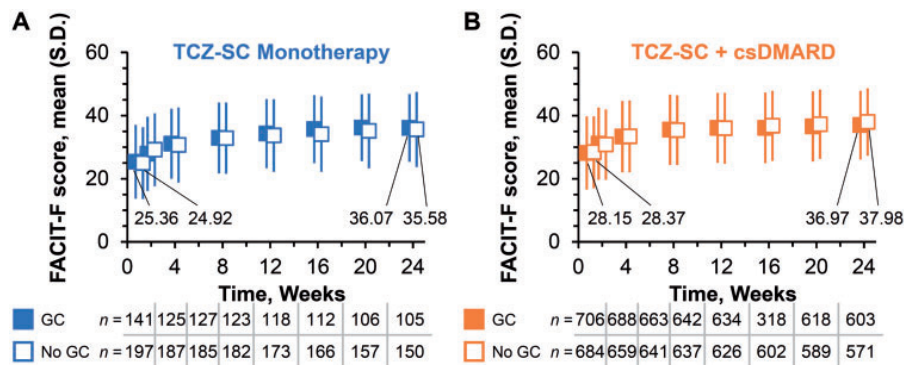 A
TCZ-SC Monotherapy
FACIT-F score, mean (S.D.)
60
40
20
0
25.36 24.92 36.07 35.58
0 4 8 12 16 20 24
Time, Weeks
GC n = 141 125 127 123 118 112 106 105
No GC n = 197 187 185 182 173 166 157 150
B
TCZ-SC + csDMARD
FACIT-F score, mean (S.D.)
60
40
20
0
28.15 28.37 36.97 37.98
0 4 8 12 16 20 24
Time, Weeks
GC n = 706 688 663 642 634 318 618 603
No GC n = 684 659 641 637 626 602 589 571